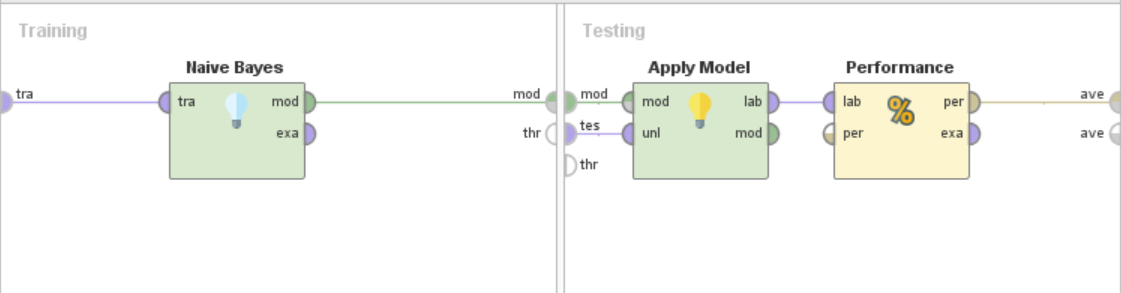 Training
Naive Bayes
tra
tra
mod
mod
exa
thr
Testing
Apply Model
Performance
mod
mod
lab
lab
per
ave
tes
unl
mod
per
exa
ave
thr